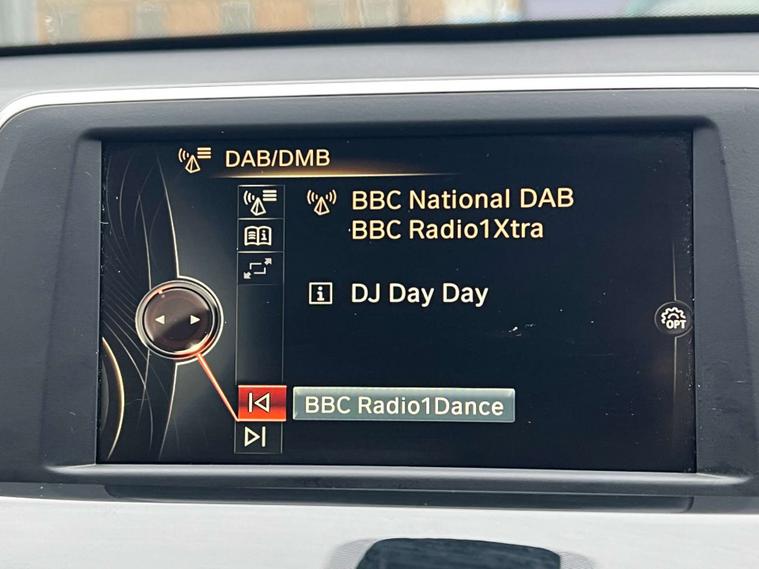 DAB/DMB
BBC National DAB
BBC Radio1Xtra
DJ Day Day
OPT
BBC Radio1Dance